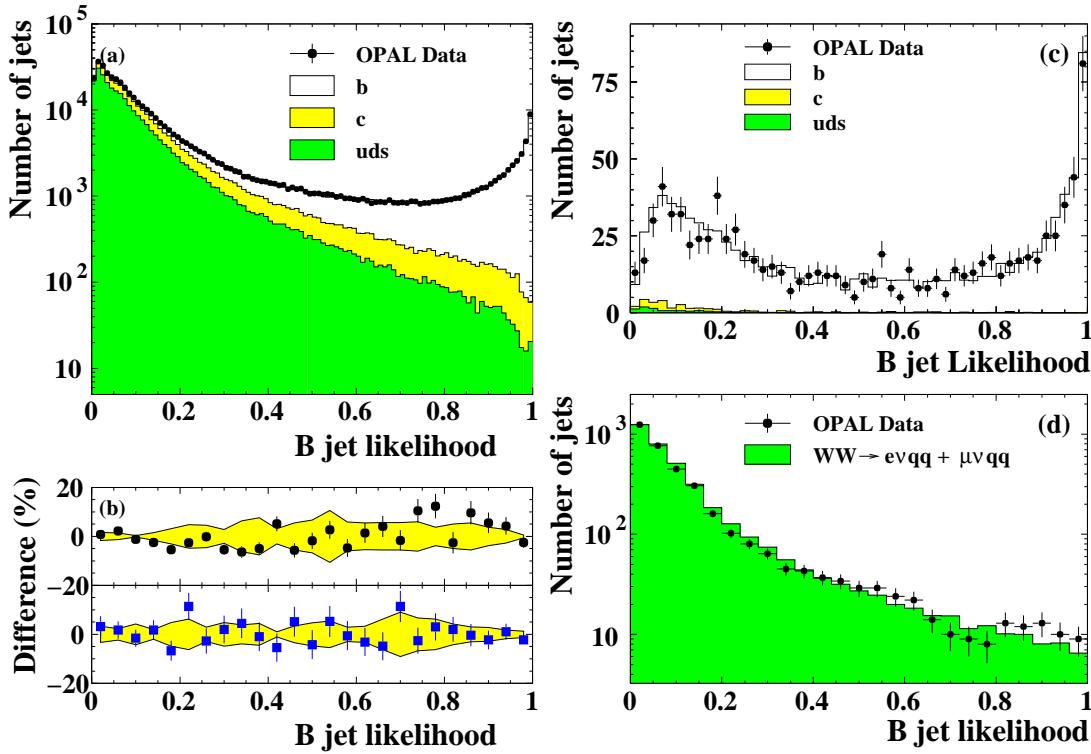 (a)
Number of jets
10^5
10^4
10^3
10^2
10
OPAL Data
b
c
uds
0 0.2 0.4 0.6 0.8 1
B jet likelihood
(b)
Difference (%)
20
0
−20
20
0
−20
0 0.2 0.4 0.6 0.8 1
B jet likelihood
(c)
Number of jets
75
50
25
0
OPAL Data
b
c
uds
0 0.2 0.4 0.6 0.8 1
B jet Likelihood
(d)
Number of jets
10^3
10^2
10
OPAL Data
WW→ eνqq + μνqq
0 0.2 0.4 0.6 0.8 1
B jet likelihood